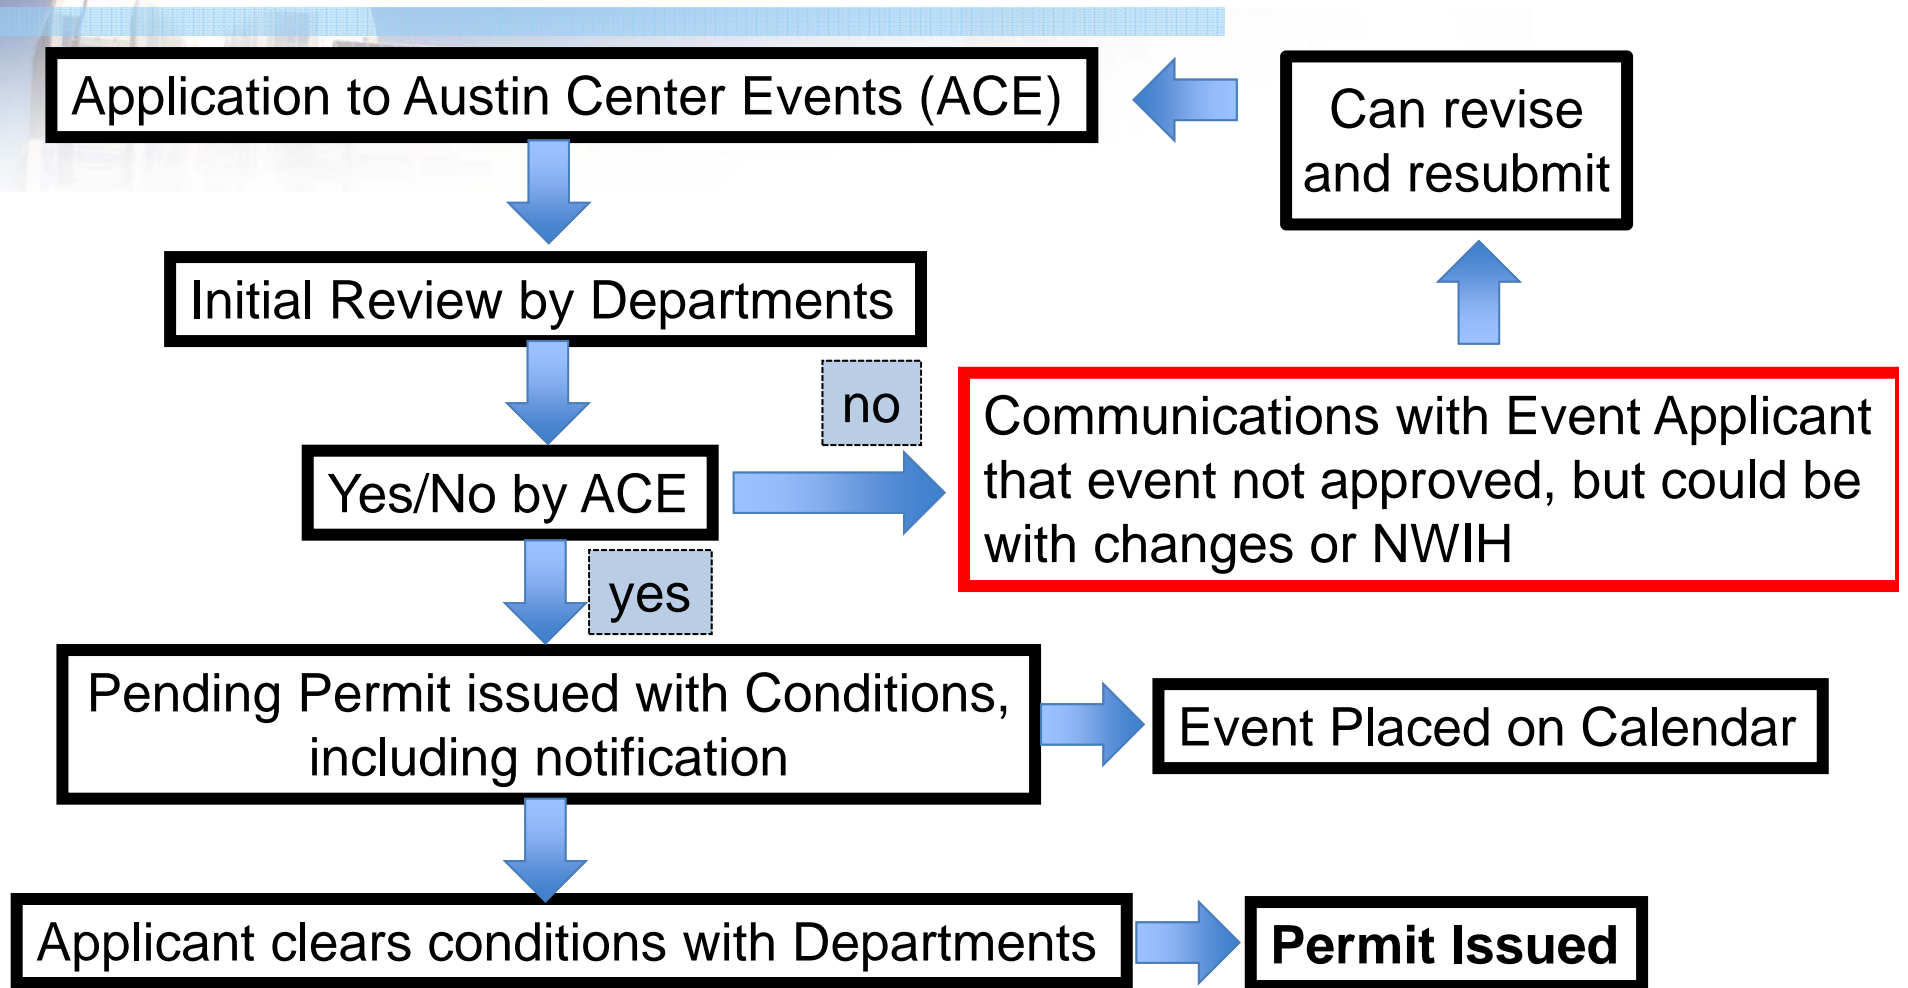 Application to Austin Center Events (ACE)
Can revise
and resubmit
Initial Review by Departments
no
Communications with Event Applicant
that event not approved, but could be
with changes or NWIH
Yes/No by ACE
yes
Pending Permit issued with Conditions,
including notification
Event Placed on Calendar
Applicant clears conditions with Departments
Permit Issued